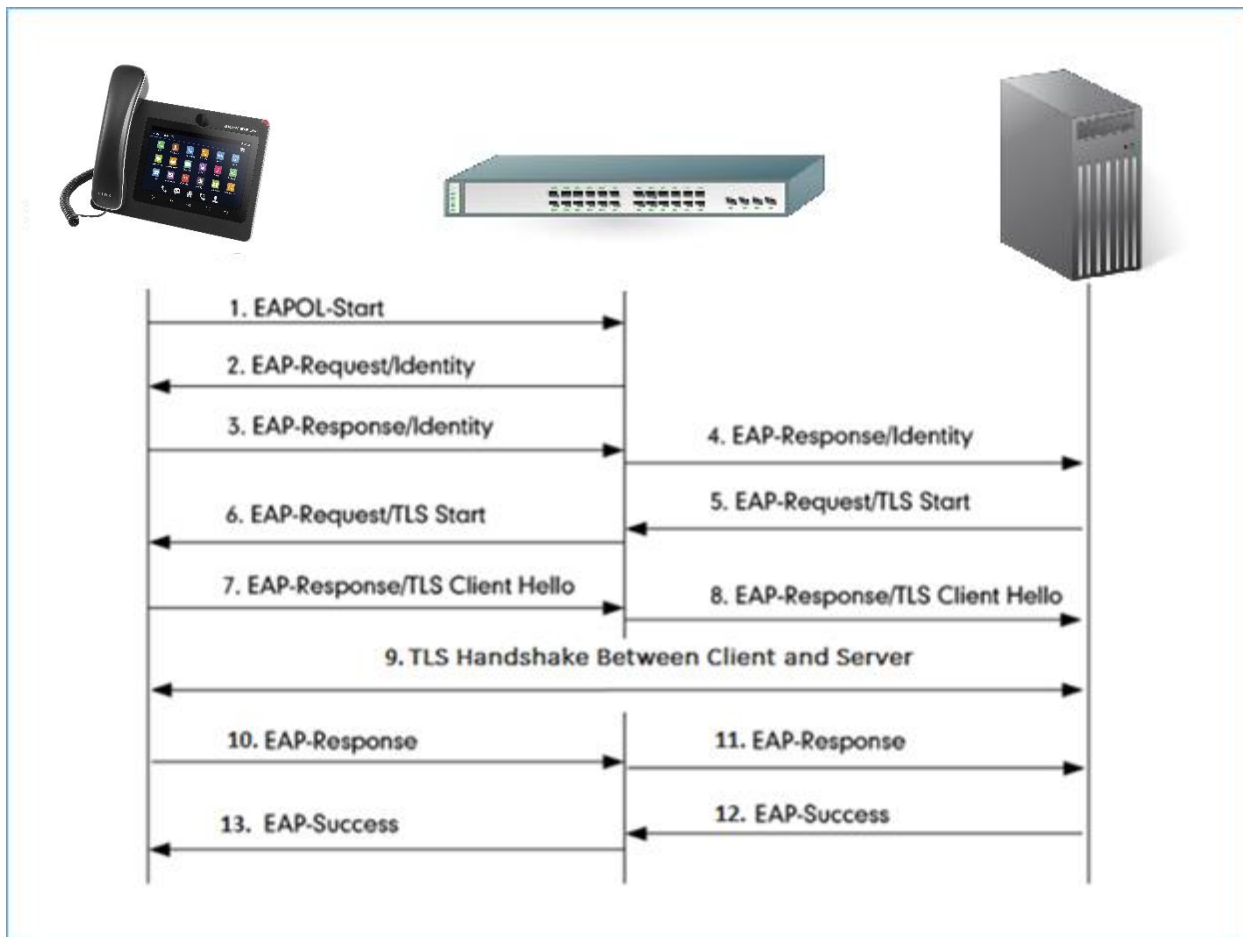 1. EAPOL-Start
2. EAP-Request/Identity
3. EAP-Response/Identity
4. EAP-Response/Identity
5. EAP-Request/TLS Start
6. EAP-Request/TLS Start
7. EAP-Response/TLS Client Hello
8. EAP-Response/TLS Client Hello
9. TLS Handshake Between Client and Server
10. EAP-Response
11. EAP-Response
12. EAP-Success
13. EAP-Success